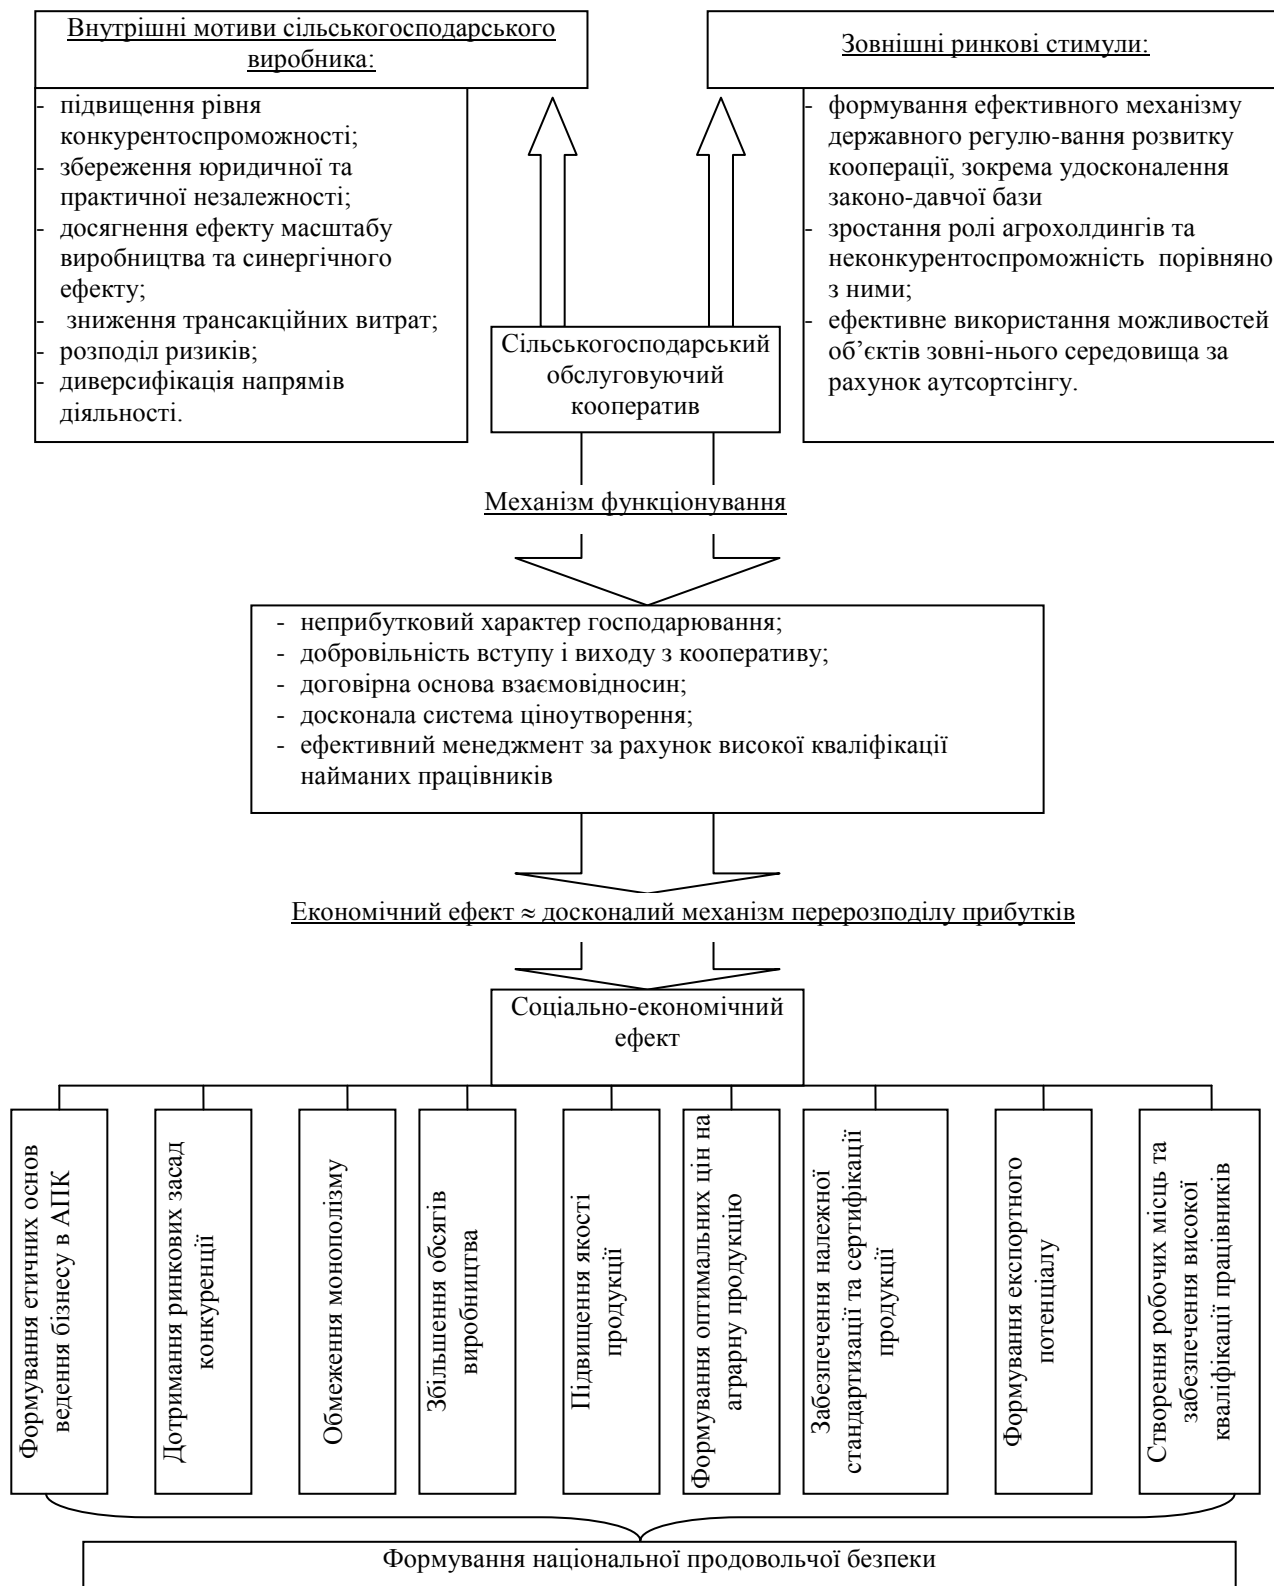 Внутрішні мотиви сільськогосподарського
виробника:
- підвищення рівня
конкурентоспроможності;
- збереження юридичної та
практичної незалежності;
- досягнення ефекту масштабу
виробництва та синергічного
ефекту;
- зниження трансакційних витрат;
- розподіл ризиків;
- диверсифікація напрямів
діяльності.
Зовнішні ринкові стимули:
- формування ефективного механізму
державного регулю-вання розвитку
кооперації, зокрема удосконалення
законо-давчої бази
- зростання ролі агрохолдингів та
неконкурентоспроможність порівняно
з ними;
- ефективне використання можливостей
об’єктів зовні-нього середовища за
рахунок аутсортсінгу.
Сільськогосподарський
обслуговуючий
кооператив
Механізм функціонування
- неприбутковий характер господарювання;
- добровільність вступу і виходу з кооперативу;
- договірна основа взаємовідносин;
- досконала система ціноутворення;
- ефективний менеджмент за рахунок високої кваліфікації
найманих працівників
Економічний ефект ≈ досконалий механізм перерозподілу прибутків
Соціально-економічний
ефект
Формування етичних основ
ведення бізнесу в АПК
Дотримання ринкових засад
конкуренції
Обмеження монополізму
Збільшення обсягів
виробництва
Підвищення якості
продукції
Формування оптимальних цін на
аграрну продукцію
Забезпечення належної
стандартизації та сертифікації
продукції
Формування експортного
потенціалу
Створення робочих місць та
забезпечення високої
кваліфікації працівників
Формування національної продовольчої безпеки